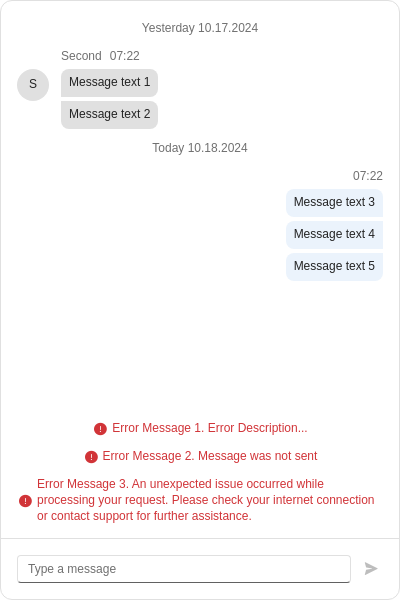 Yesterday 10.17.2024
Second 07:22
S
Message text 1
Message text 2
Today 10.18.2024
07:22
Message text 3
Message text 4
Message text 5
Error Message 1. Error Description...
Error Message 2. Message was not sent
Error Message 3. An unexpected issue occurred while
processing your request. Please check your internet connection
or contact support for further assistance.
Type a message